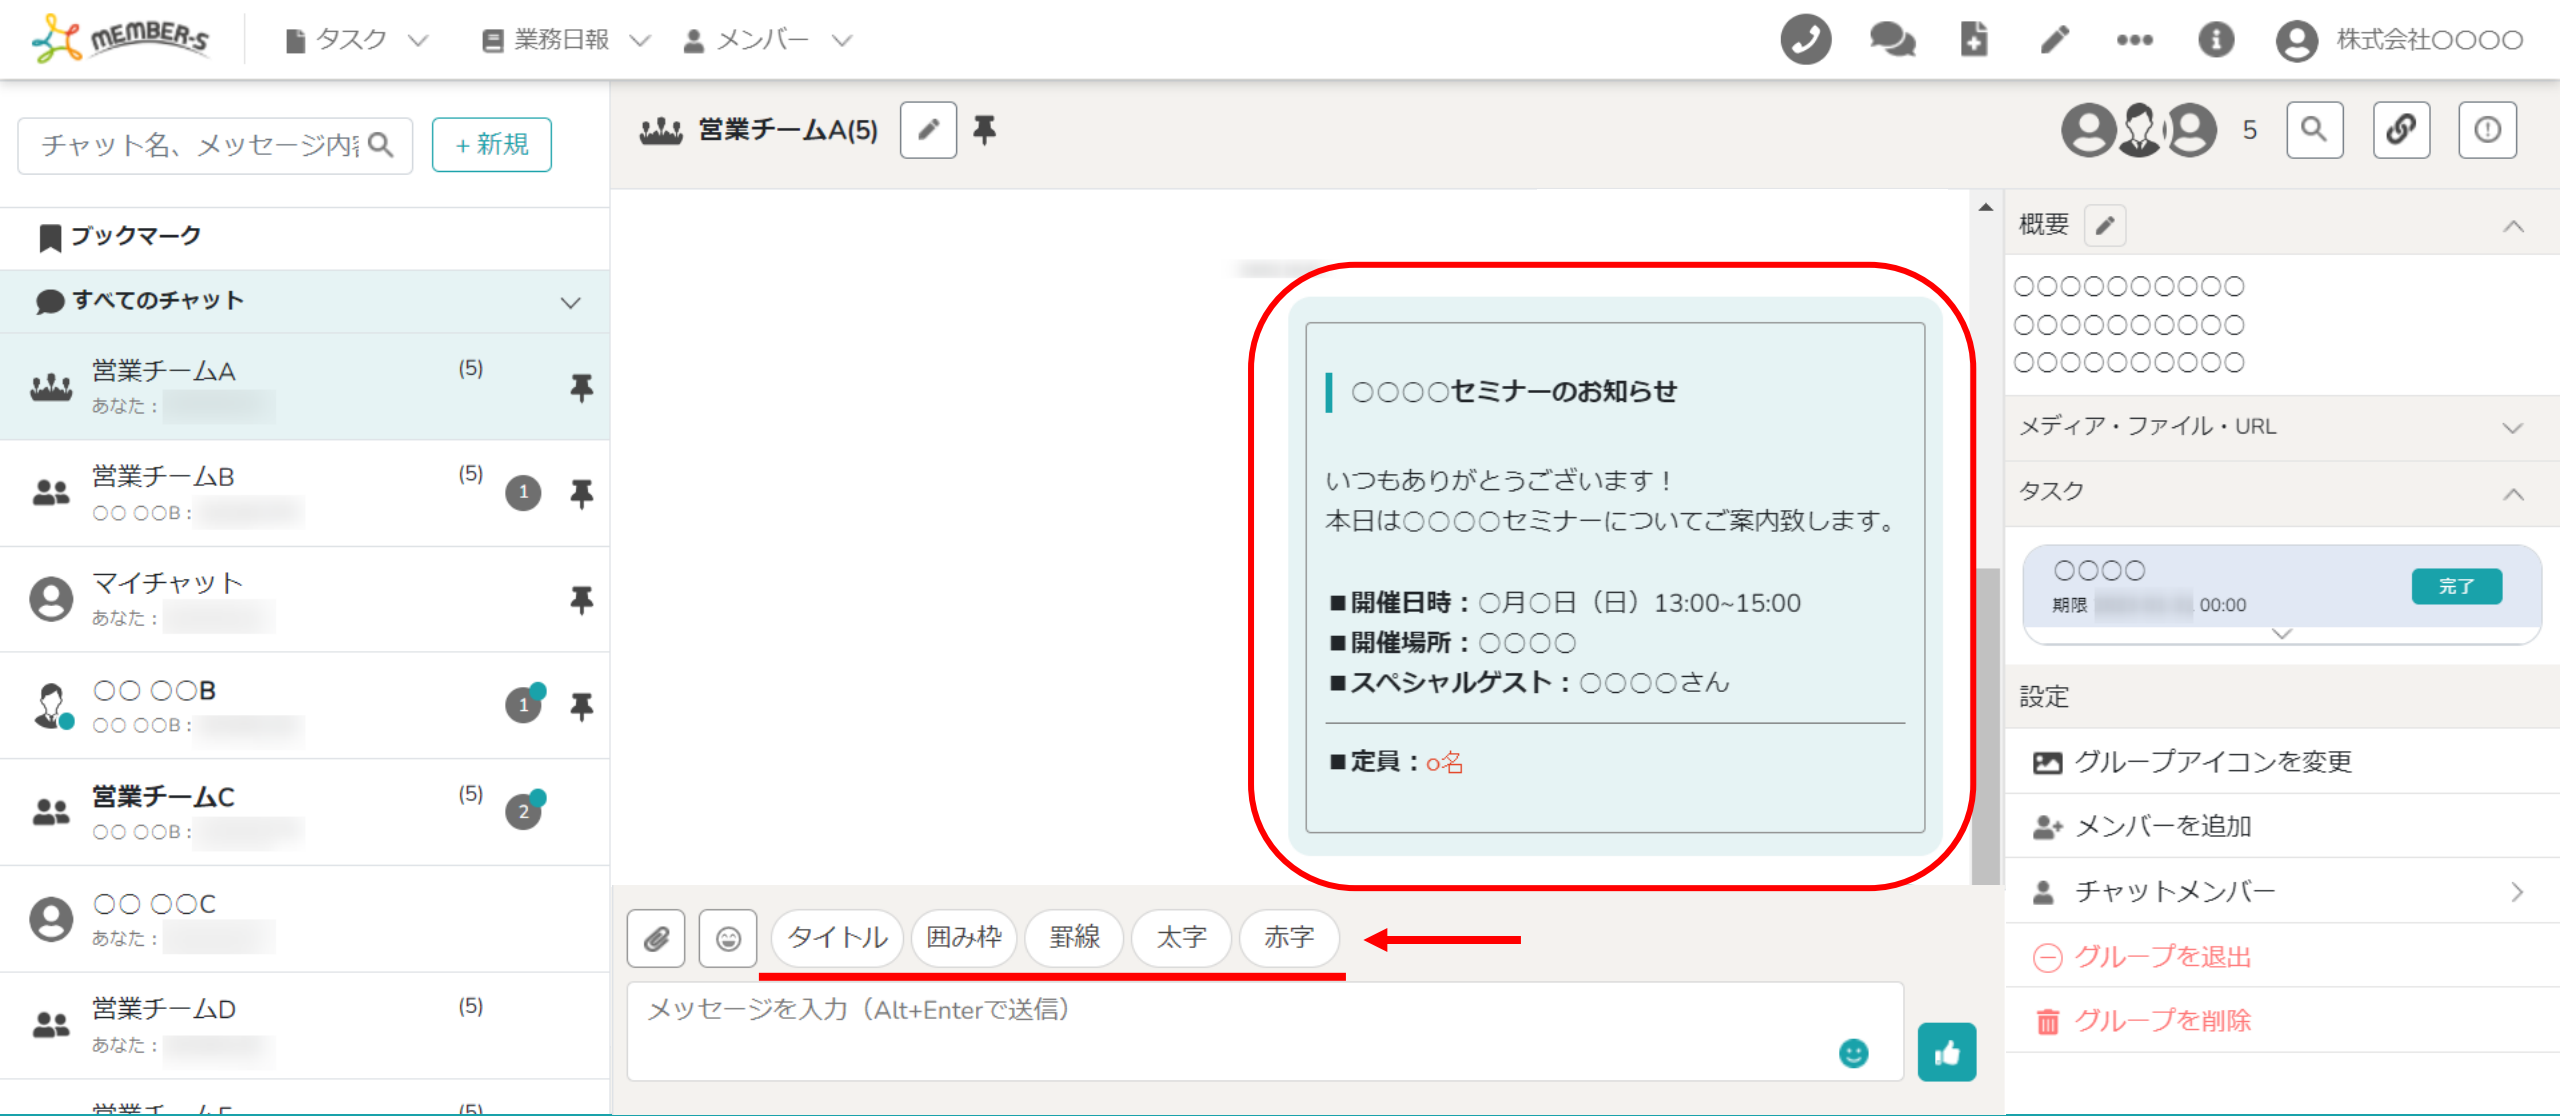 MEMBER-S
タスク
業務日報
メンバー
株式会社〇〇〇〇
チャット名、メッセージ内
+ 新規
ブックマーク
すべてのチャット
営業チームA (5)
あなた：
営業チームB (5) 1
〇〇 〇〇B：
マイチャット
あなた：
〇〇 〇〇B 1
〇〇 〇〇B：
営業チームC (5) 2
〇〇 〇〇B：
〇〇 〇〇C
あなた：
営業チームD (5)
あなた：
(5)
営業チームA(5)
5
〇〇〇〇セミナーのお知らせ
いつもありがとうございます！
本日は〇〇〇〇セミナーについてご案内致します。
■開催日時：〇月〇日（日）13:00~15:00
■開催場所：〇〇〇〇
■スペシャルゲスト：〇〇〇〇さん
■定員：o名
タイトル
囲み枠
罫線
太字
赤字
メッセージを入力（Alt+Enterで送信）
概要
〇〇〇〇〇〇〇〇〇〇
〇〇〇〇〇〇〇〇〇〇
〇〇〇〇〇〇〇〇〇〇
メディア・ファイル・URL
タスク
〇〇〇〇
期限 00:00
完了
設定
グループアイコンを変更
メンバーを追加
チャットメンバー
グループを退出
グループを削除